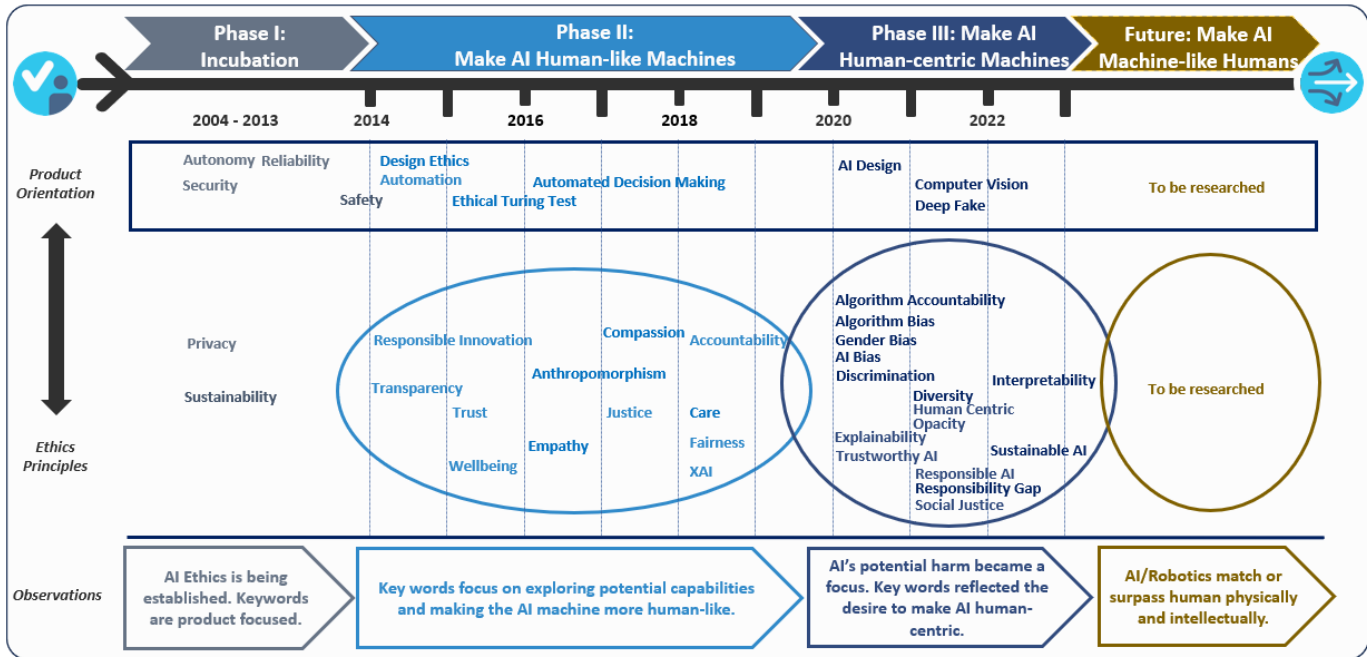 Phase I:
Incubation
Phase II:
Make AI Human-like Machines
Phase III: Make AI
Human-centric Machines
Future: Make AI
Machine-like Humans
2004 - 2013
2014
2016
2018
2020
2022
Product
Orientation
Autonomy Reliability
Security
Safety
Design Ethics
Automation
Ethical Turing Test
Automated Decision Making
AI Design
Computer Vision
Deep Fake
To be researched
Ethics
Principles
Privacy
Sustainability
Responsible Innovation
Transparency
Trust
Wellbeing
Compassion
Anthropomorphism
Justice
Empathy
Accountability
Care
Fairness
XAI
Algorithm Accountability
Algorithm Bias
Gender Bias
AI Bias
Discrimination
Interpretability
Diversity
Human Centric
Opacity
Explainability
Trustworthy AI
Sustainable AI
Responsible AI
Responsibility Gap
Social Justice
To be researched
Observations
AI Ethics is being
established. Keywords
are product focused.
Key words focus on exploring potential capabilities
and making the AI machine more human-like.
AI's potential harm became a
focus. Key words reflected the
desire to make AI human-
centric.
AI/Robotics match or
surpass human physically
and intellectually.